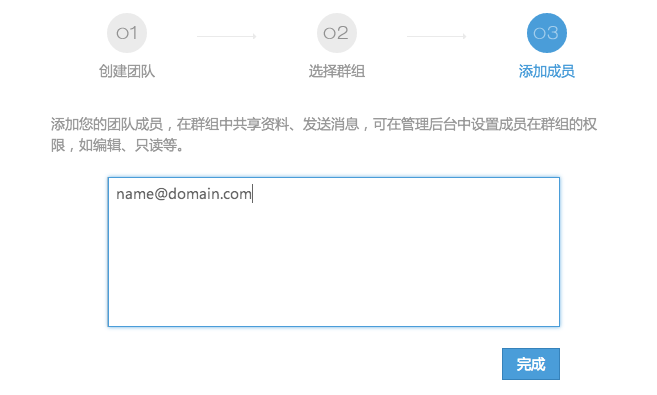 01 02 03
创建团队 选择群组 添加成员
添加您的团队成员，在群组中共享资料、发送消息，可在管理后台中设置成员在群组的权
限，如编辑、只读等。
name@domain.com
完成